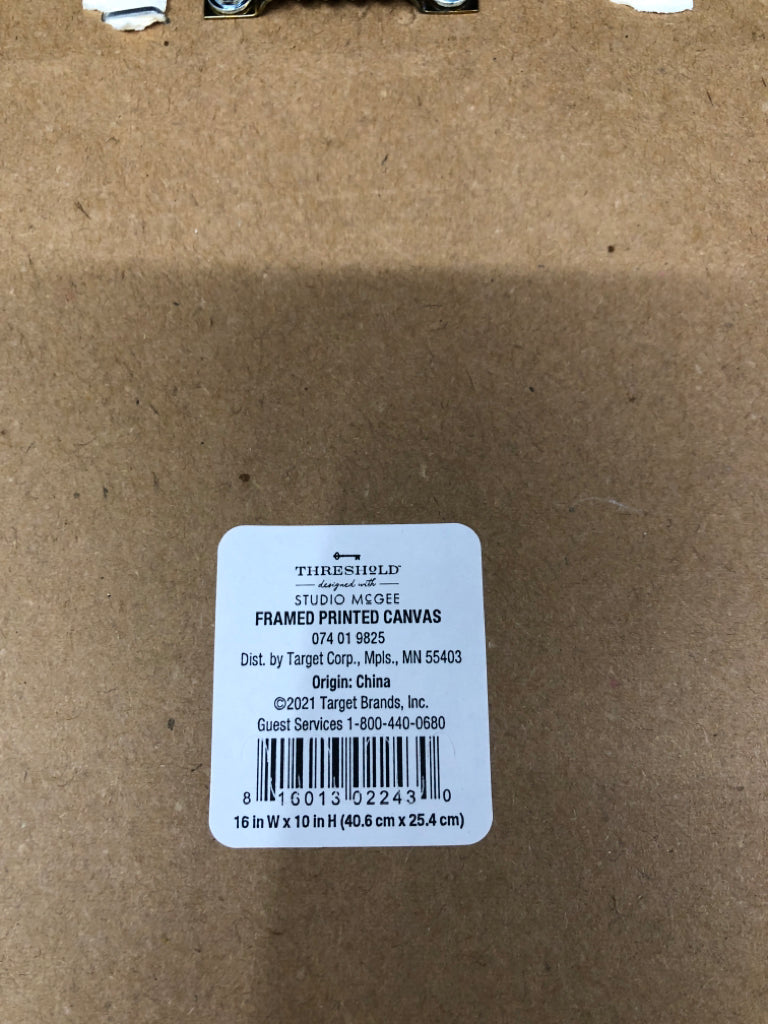 THRESHOLD™
designed with
STUDIO McGEE
FRAMED PRINTED CANVAS
074 01 9825
Dist. by Target Corp., Mpls., MN 55403
Origin: China
©2021 Target Brands, Inc.
Guest Services 1-800-440-0680
8 16013 02243 0
16 in W x 10 in H (40.6 cm x 25.4 cm)